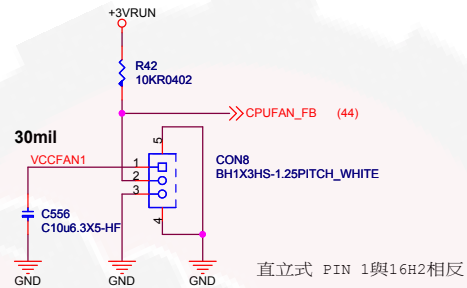 +3VRUN
R42
10KR0402
CPUFAN_FB (44)
30mil
VCCFAN1
5
1
2
3
4
CON8
BH1X3HS-1.25PITCH_WHITE
C556
C10u6.3X5-HF
GND
GND
GND
直立式 PIN 1與16H2相反